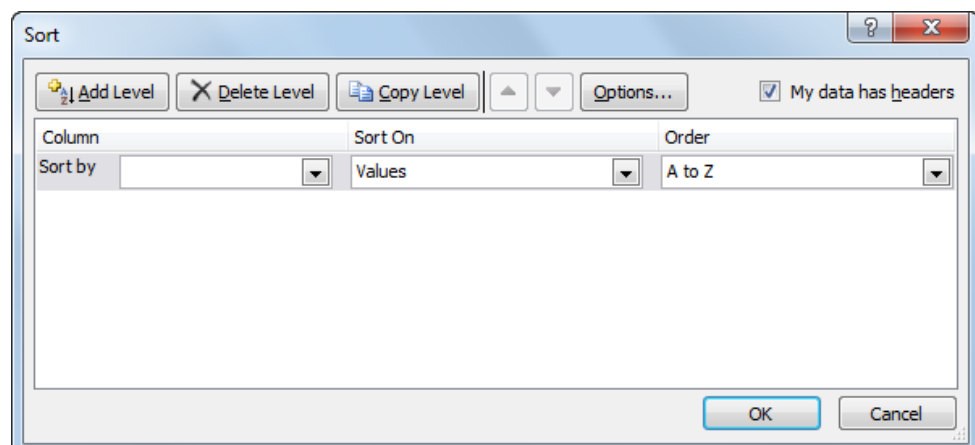 Sort
Add Level Delete Level Copy Level Options... My data has headers
Column Sort On Order
Sort by Values A to Z
OK Cancel